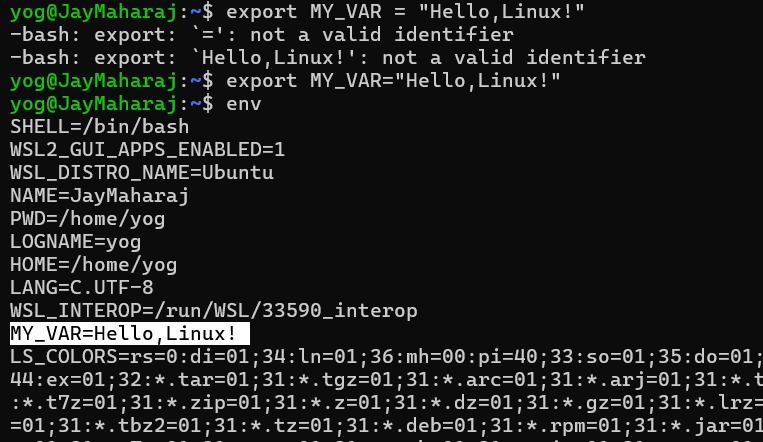 yog@JayMaharaj:~$ export MY_VAR = "Hello,Linux!"
-bash: export: `=': not a valid identifier
-bash: export: `Hello,Linux!': not a valid identifier
yog@JayMaharaj:~$ export MY_VAR="Hello,Linux!"
yog@JayMaharaj:~$ env
SHELL=/bin/bash
WSL2_GUI_APPS_ENABLED=1
WSL_DISTRO_NAME=Ubuntu
NAME=JayMaharaj
PWD=/home/yog
LOGNAME=yog
HOME=/home/yog
LANG=C.UTF-8
WSL_INTEROP=/run/WSL/33590_interop
MY_VAR=Hello,Linux!
LS_COLORS=rs=0:di=01;34:ln=01;36:mh=00:pi=40;33:so=01;35:do=01;
44:ex=01;32:*.tar=01;31:*.tgz=01;31:*.arc=01;31:*.arj=01;31:*.t
:*.t7z=01;31:*.zip=01;31:*.z=01;31:*.dz=01;31:*.gz=01;31:*.lrz=
=01;31:*.tbz2=01;31:*.tz=01;31:*.deb=01;31:*.rpm=01;31:*.jar=01